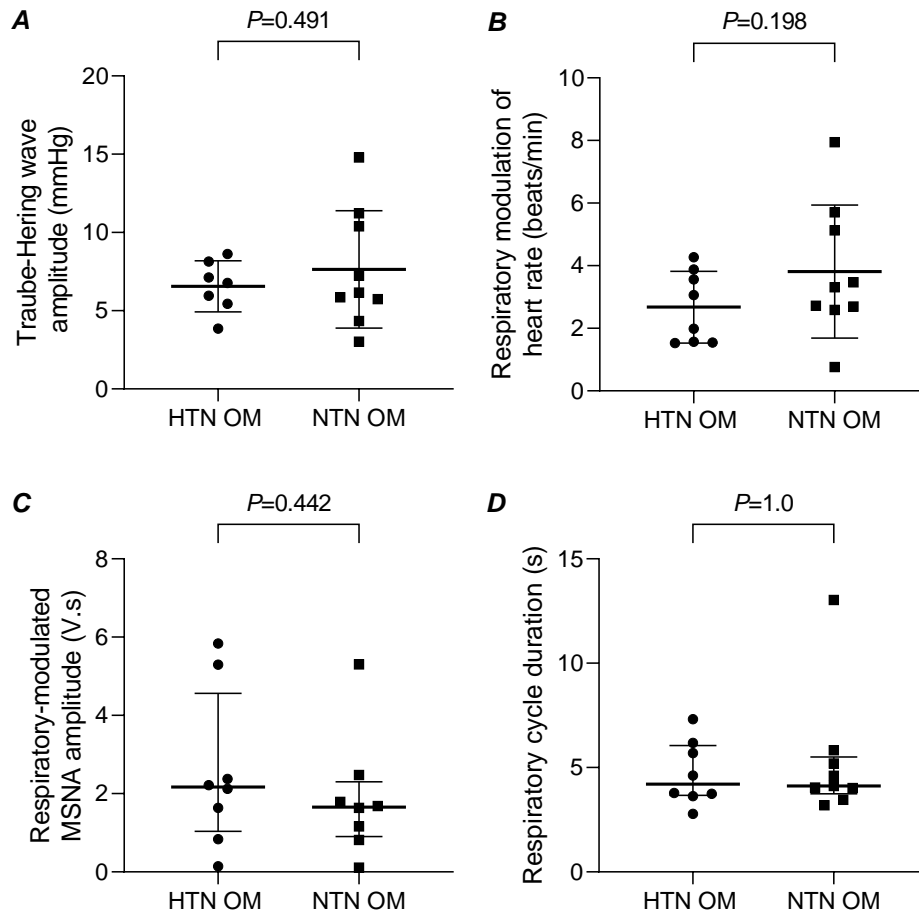 A
P=0.491
Traube-Hering wave
amplitude (mmHg)
20
15
10
5
0
HTN OM
NTN OM
B
P=0.198
Respiratory modulation of
heart rate (beats/min)
10
8
6
4
2
0
HTN OM
NTN OM
C
P=0.442
Respiratory-modulated
MSNA amplitude (V.s)
8
6
4
2
0
HTN OM
NTN OM
D
P=1.0
Respiratory cycle duration (s)
15
10
5
0
HTN OM
NTN OM